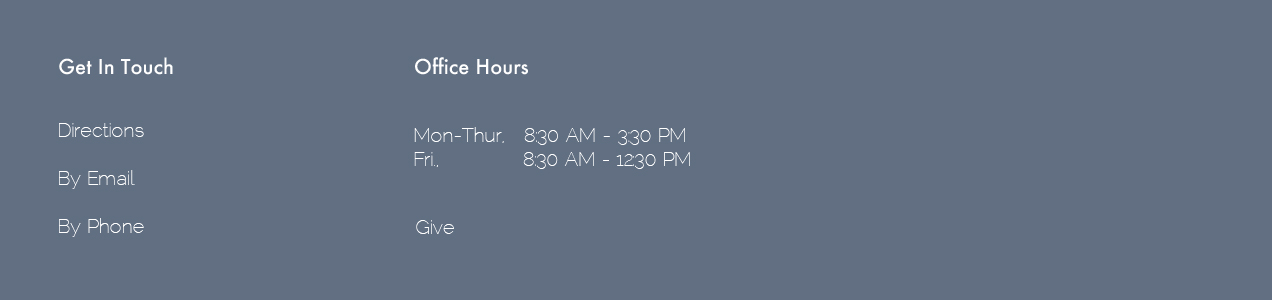 Get In Touch
Directions
By Email
By Phone
Office Hours
Mon-Thur., 8:30 AM - 3:30 PM
Fri., 8:30 AM - 12:30 PM
Give